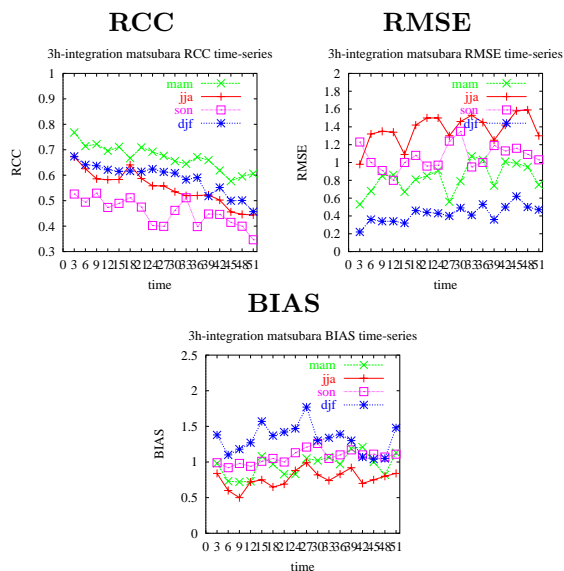 RCC RMSE
3h-integration matsubara RCC time-series 3h-integration matsubara RMSE time-series
1
0.9
0.8
0.7
0.6
0.5
0.4
0.3
RCC
mam
jja
son
djf
0 3 6 9 12 15 18 21 24 27 30 33 36 39 42 45 48 51
time
2
1.8
1.6
1.4
1.2
1
0.8
0.6
0.4
0.2
0
RMSE
mam
jja
son
djf
0 3 6 9 12 15 18 21 24 27 30 33 36 39 42 45 48 51
time
BIAS
3h-integration matsubara BIAS time-series
2.5
2
1.5
1
0.5
0
BIAS
mam
jja
son
djf
0 3 6 9 12 15 18 21 24 27 30 33 36 39 42 45 48 51
time